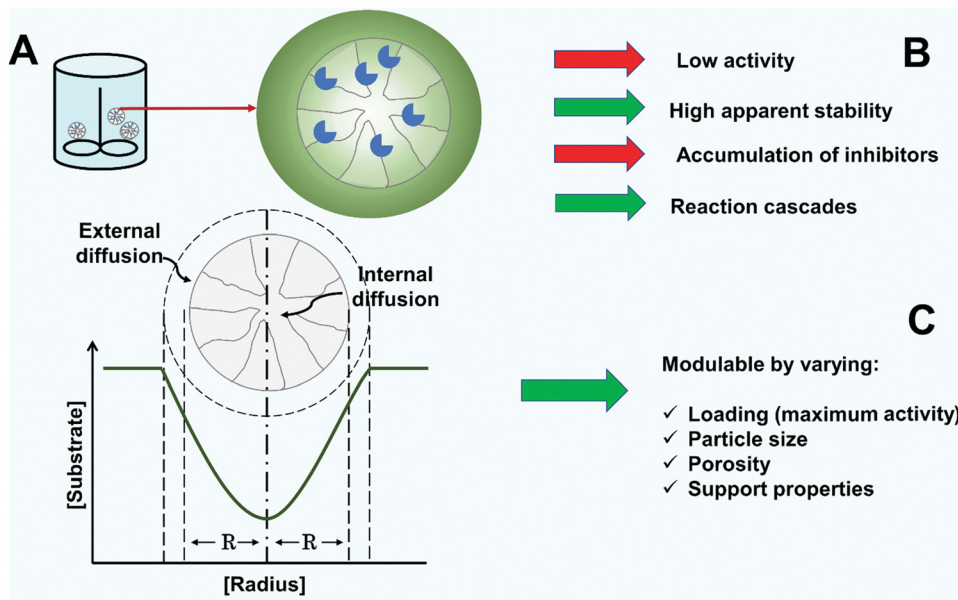 A
B
Low activity
High apparent stability
Accumulation of inhibitors
Reaction cascades
External
diffusion
Internal
diffusion
[Substrate]
R
R
[Radius]
C
Modulable by varying:
✓ Loading (maximum activity)
✓ Particle size
✓ Porosity
✓ Support properties